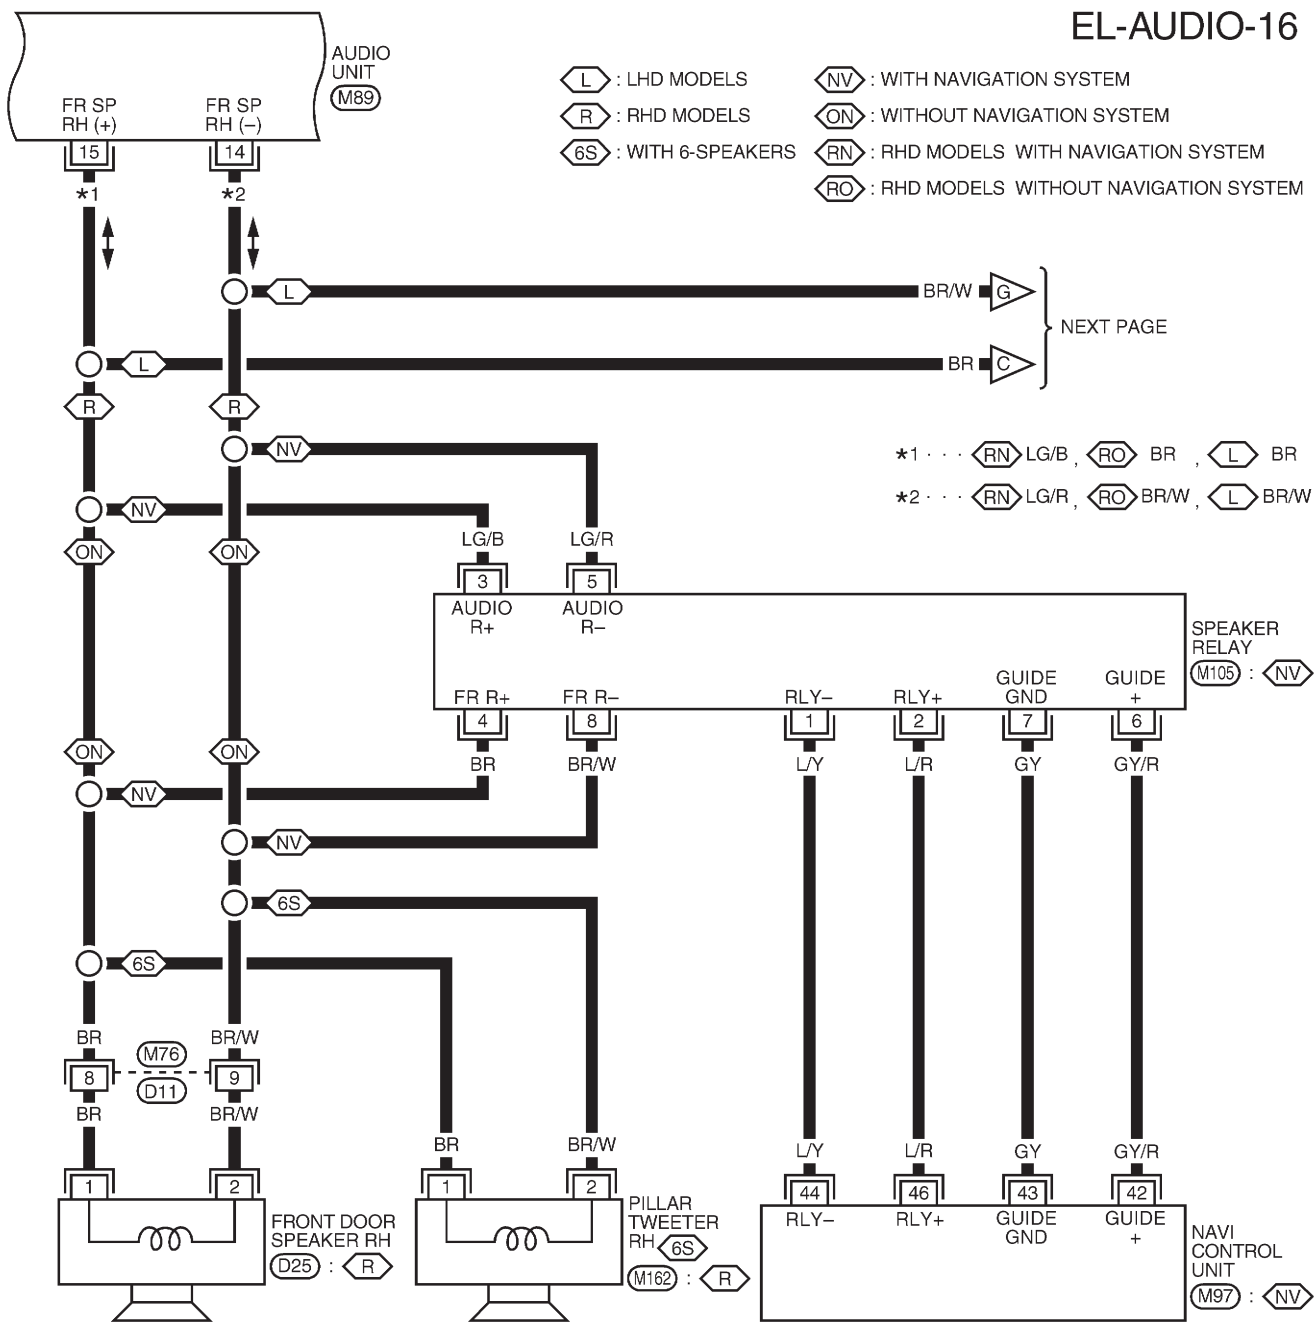 EL-AUDIO-16
AUDIO
UNIT
M89
FR SP
RH (+)
FR SP
RH (–)
15
14
*1
*2
L : LHD MODELS
R : RHD MODELS
6S : WITH 6-SPEAKERS
NV : WITH NAVIGATION SYSTEM
ON : WITHOUT NAVIGATION SYSTEM
RN : RHD MODELS WITH NAVIGATION SYSTEM
RO : RHD MODELS WITHOUT NAVIGATION SYSTEM
L
BR/W
G
L
BR
C
NEXT PAGE
R
R
NV
*1 · · · RN LG/B , RO BR , L BR
*2 · · · RN LG/R , RO BR/W , L BR/W
NV
ON
ON
LG/B
LG/R
3
5
AUDIO
R+
AUDIO
R–
SPEAKER
RELAY
M105 : NV
FR R+
FR R–
RLY–
RLY+
GUIDE
GND
GUIDE
+
4
8
1
2
7
6
BR
BR/W
L/Y
L/R
GY
GY/R
ON
ON
NV
NV
6S
6S
BR
BR/W
M76
8
9
D11
BR
BR/W
BR
BR/W
L/Y
L/R
GY
GY/R
1
2
1
2
44
46
43
42
RLY–
RLY+
GUIDE
GND
GUIDE
+
FRONT DOOR
SPEAKER RH
D25 : R
PILLAR
TWEETER
RH 6S
M162 : R
NAVI
CONTROL
UNIT
M97 : NV